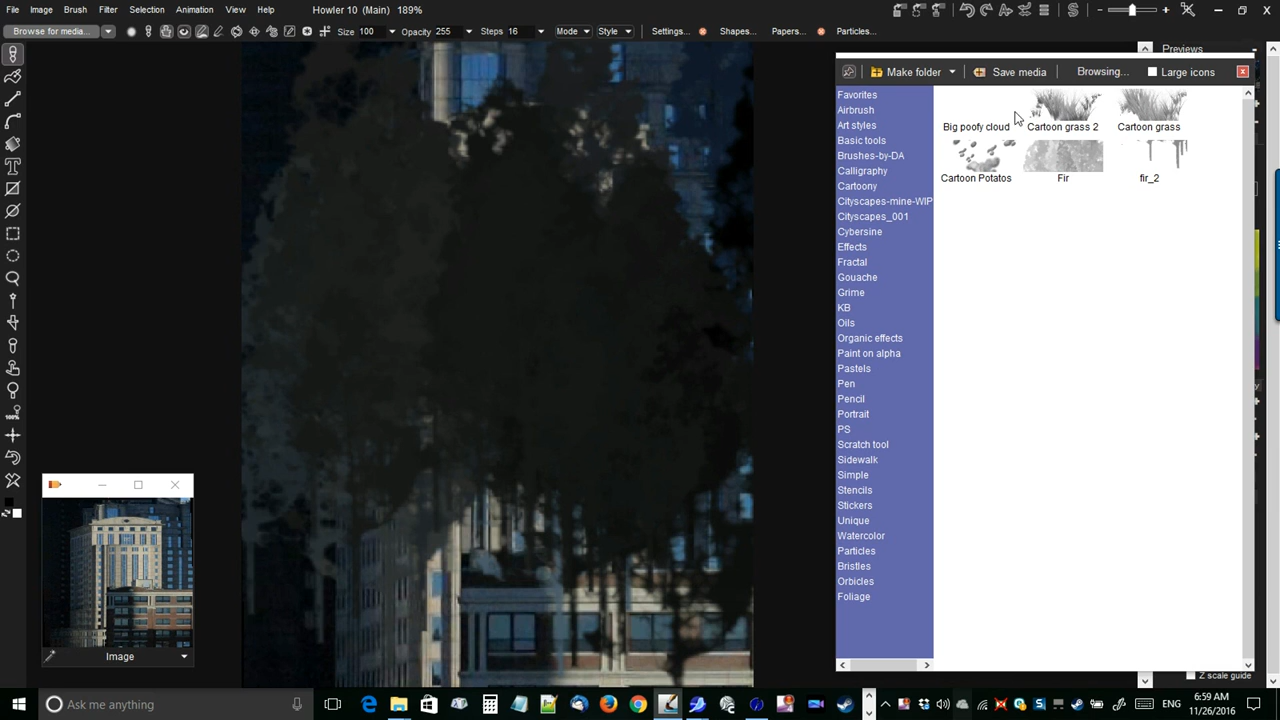 Image Brush Filter Selection Animation View Help Howler 10 (Main) 189%
Browse for media... Size 100 Opacity 255 Steps 16 Mode Style Settings... Shapes... Papers... Particles...
Previews
Make folder Save media Browsing... Large icons
Favorites
Airbrush
Art styles
Basic tools
Brushes-by-DA
Calligraphy
Cartoony
Cityscapes-mine-WIP
Cityscapes_001
Cybersine
Effects
Fractal
Gouache
Grime
KB
Oils
Organic effects
Paint on alpha
Pastels
Pen
Pencil
Portrait
PS
Scratch tool
Sidewalk
Simple
Stencils
Stickers
Unique
Watercolor
Particles
Bristles
Orbicles
Foliage
Big poofy cloud Cartoon grass 2 Cartoon grass
Cartoon Potatos Fir fir_2
100%
Image
Z scale guide
Ask me anything
ENG
6:59 AM
11/26/2016